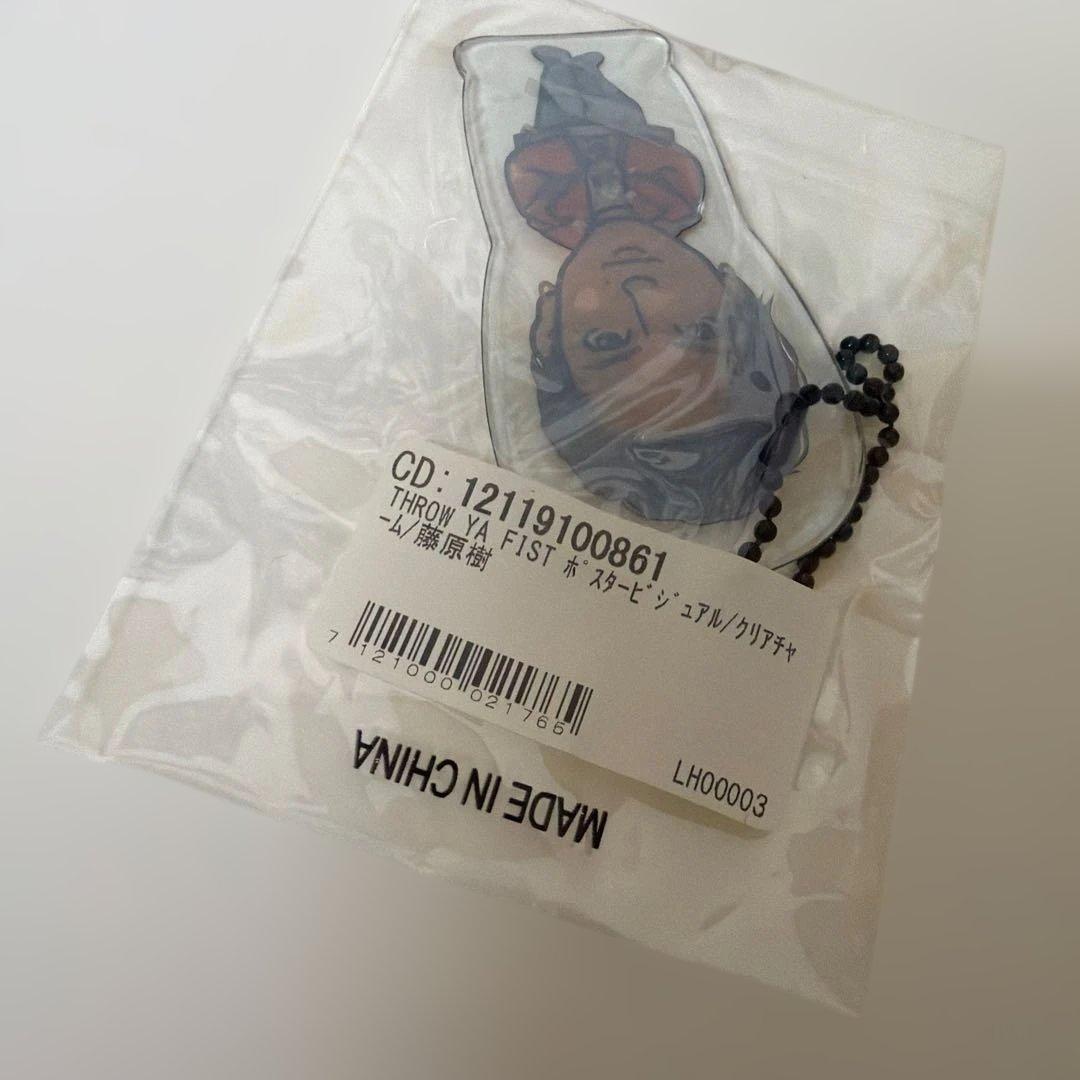 CD: 12119100861
THROW YA FIST ポスタービジュアル/クリアチャ
ーム/藤原樹
7 121000 021766
LH00003
MADE IN CHINA